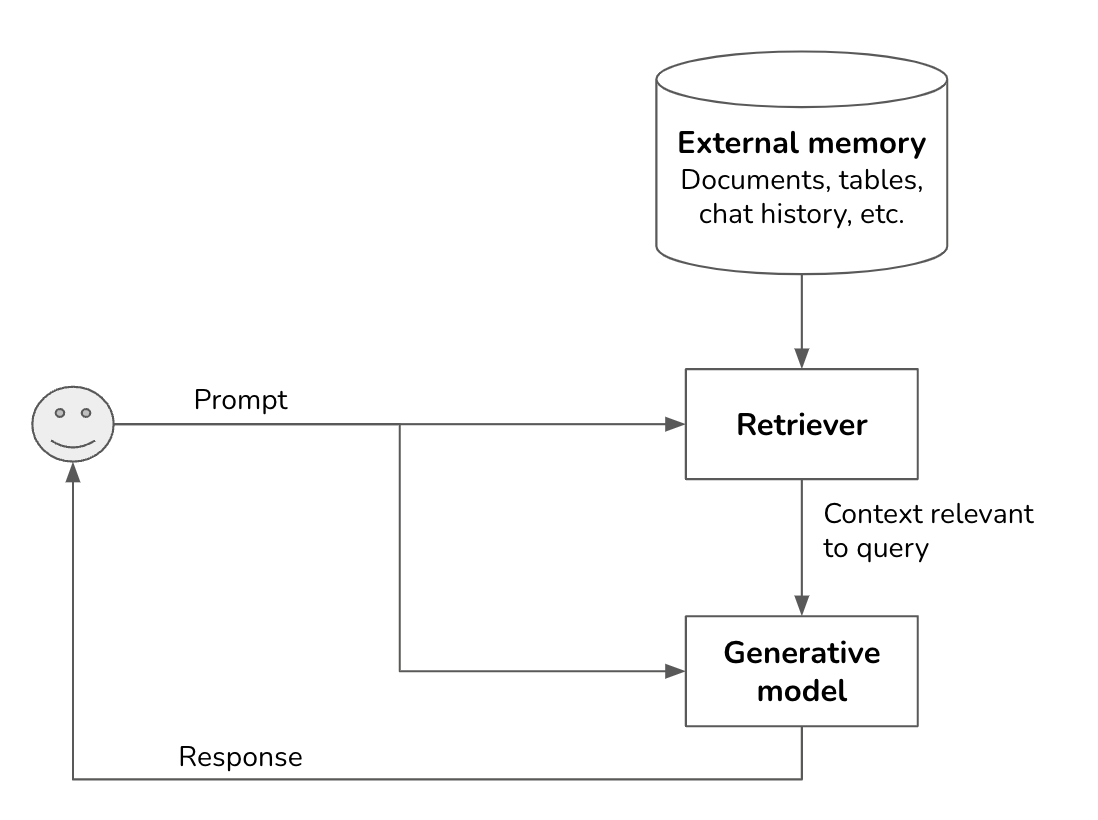 External memory
Documents, tables,
chat history, etc.
Prompt
Retriever
Context relevant
to query
Generative
model
Response